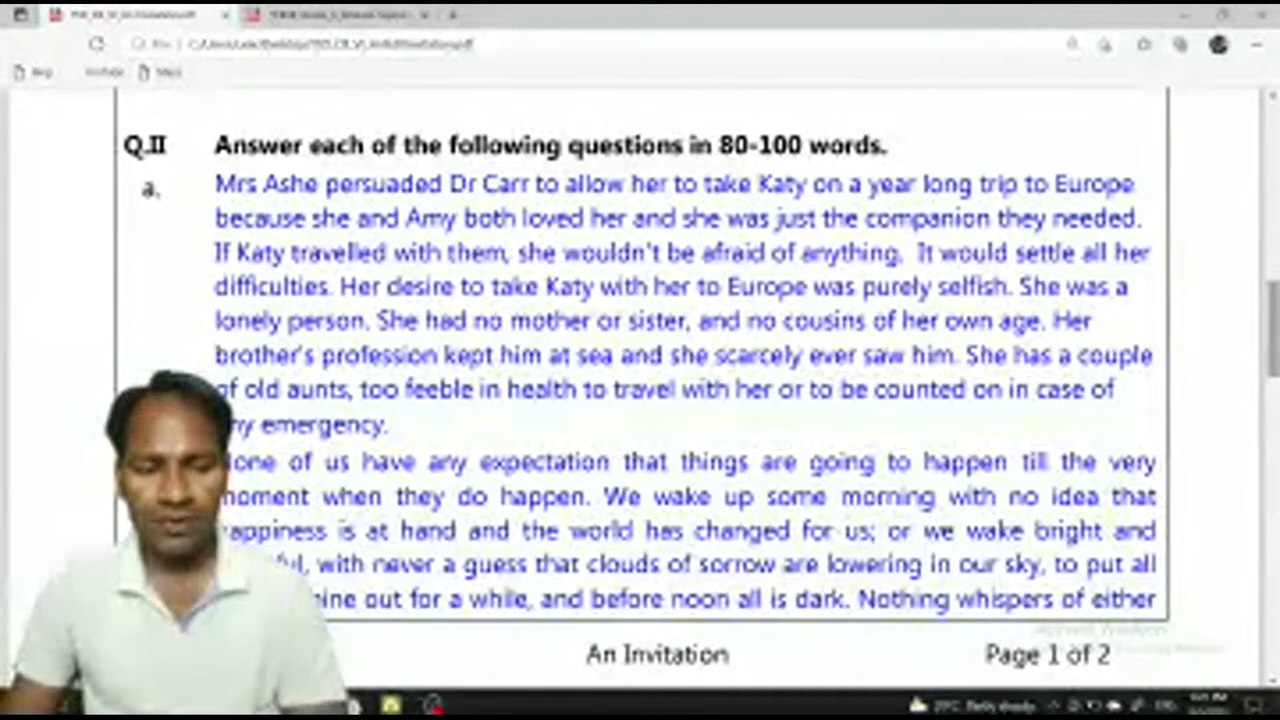 Q.II Answer each of the following questions in 80-100 words.
a. Mrs Ashe persuaded Dr Carr to allow her to take Katy on a year long trip to Europe
because she and Amy both loved her and she was just the companion they needed.
If Katy travelled with them, she wouldn't be afraid of anything. It would settle all her
difficulties. Her desire to take Katy with her to Europe was purely selfish. She was a
lonely person. She had no mother or sister, and no cousins of her own age. Her
brother's profession kept him at sea and she scarcely ever saw him. She has a couple
of old aunts, too feeble in health to travel with her or to be counted on in case of
emergency.
of us have any expectation that things are going to happen till the very
moment when they do happen. We wake up some morning with no idea that
happiness is at hand and the world has changed for us; or we wake bright and
with never a guess that clouds of sorrow are lowering in our sky, to put all
out for a while, and before noon all is dark. Nothing whispers of either
An Invitation
Page 1 of 2